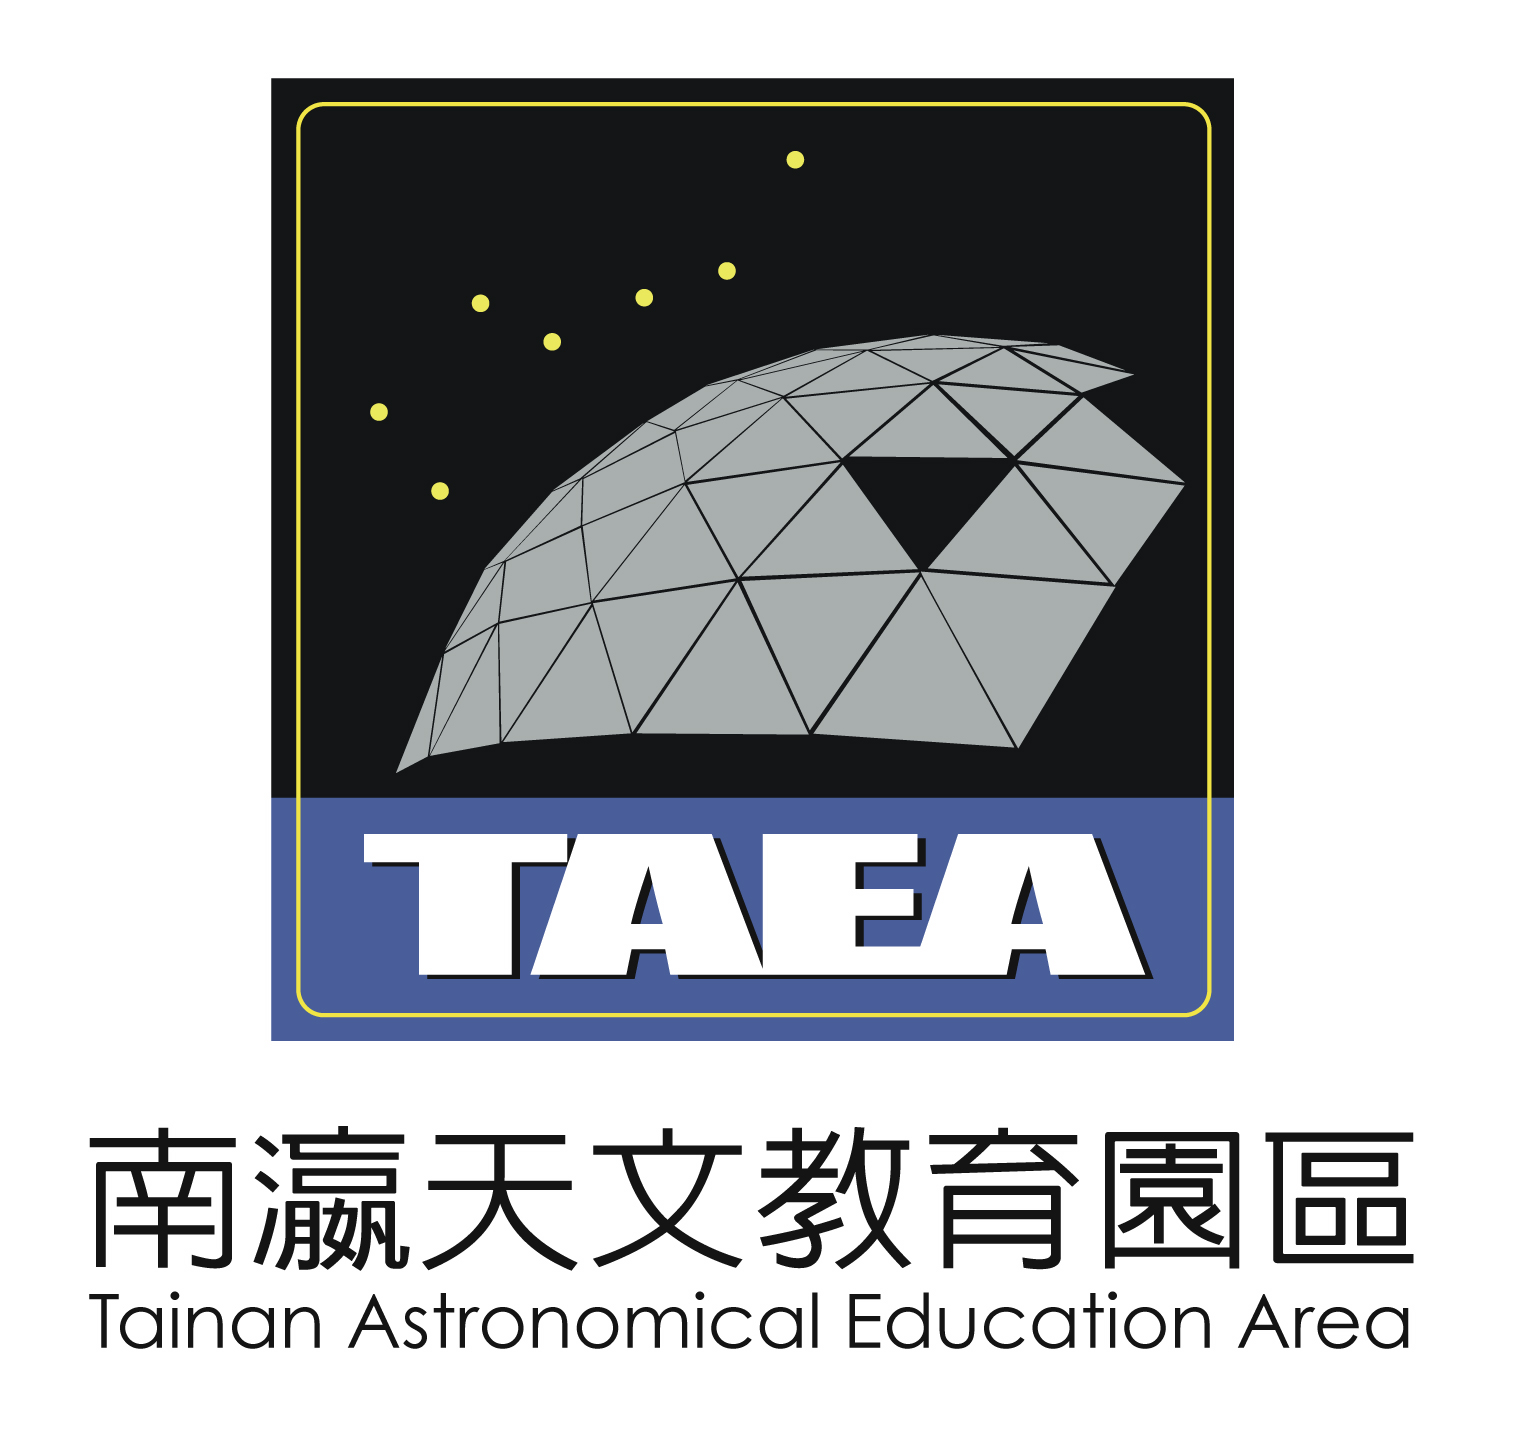 TAEA
南瀛天文教育園區
Tainan Astronomical Education Area